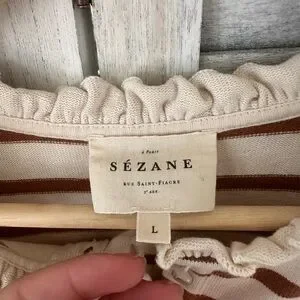 à Paris
SÉZANE
RUE SAINT-FIACRE
2e ARR.
L